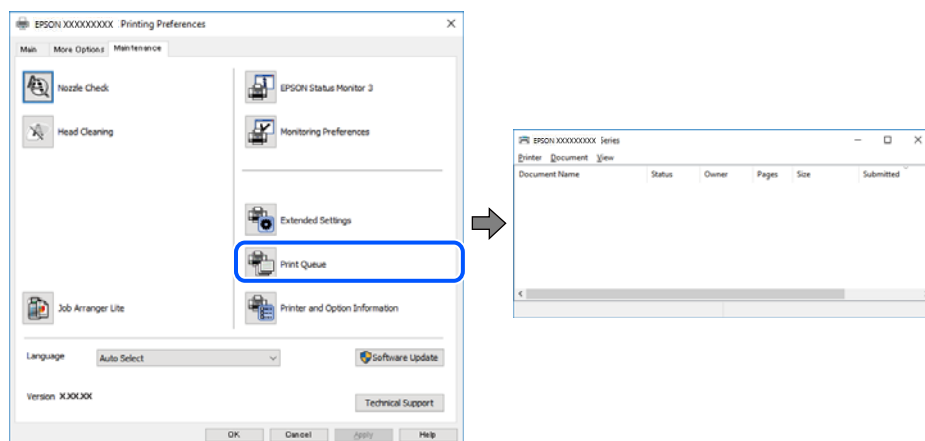 EPSON XXXXXXXXX Printing Preferences
Main More Options Maintenance
Nozzle Check
Head Cleaning
Job Arranger Lite
EPSON Status Monitor 3
Monitoring Preferences
Extended Settings
Print Queue
Printer and Option Information
Language Auto Select Software Update
Version X.XX.XX
Technical Support
OK Cancel Apply Help
EPSON XXXXXXXXX Series
Printer Document View
Document Name Status Owner Pages Size Submitted